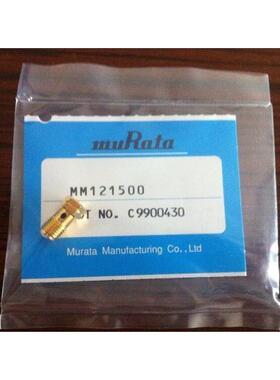 muRata
MM121500
T NO. C9900430
Murata Manufacturing Co.,Ltd